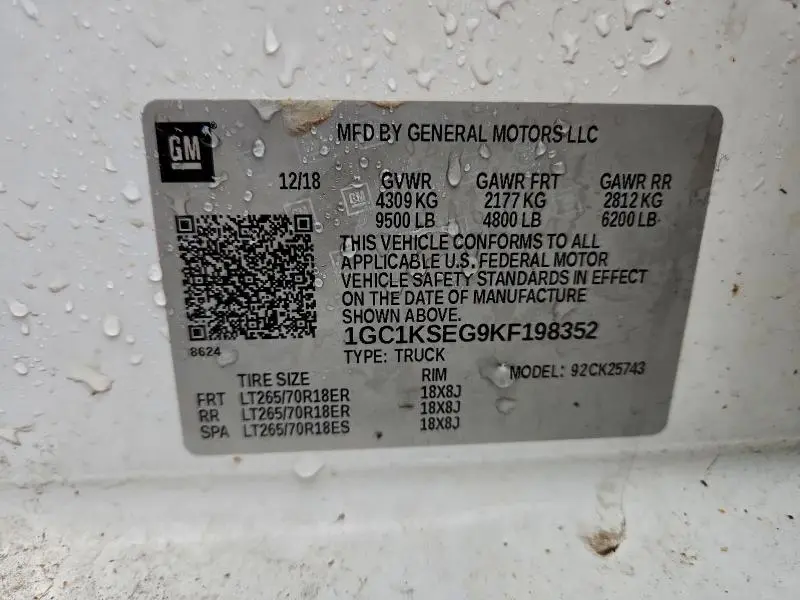 GM
MFD BY GENERAL MOTORS LLC
12/18 GVWR GAWR FRT GAWR RR
4309 KG 2177 KG 2812 KG
9500 LB 4800 LB 6200 LB
THIS VEHICLE CONFORMS TO ALL
APPLICABLE U.S. FEDERAL MOTOR
VEHICLE SAFETY STANDARDS IN EFFECT
ON THE DATE OF MANUFACTURE
SHOWN ABOVE.
1GC1KSEG9KF198352
8624
TYPE: TRUCK
MODEL: 92CK25743
TIRE SIZE RIM
FRT LT265/70R18ER 18X8J
RR LT265/70R18ER 18X8J
SPA LT265/70R18ES 18X8J